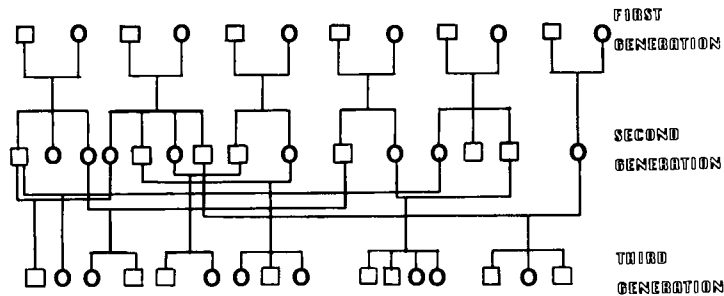 FIRST
GENERATION
SECOND
GENERATION
THIRD
GENERATION